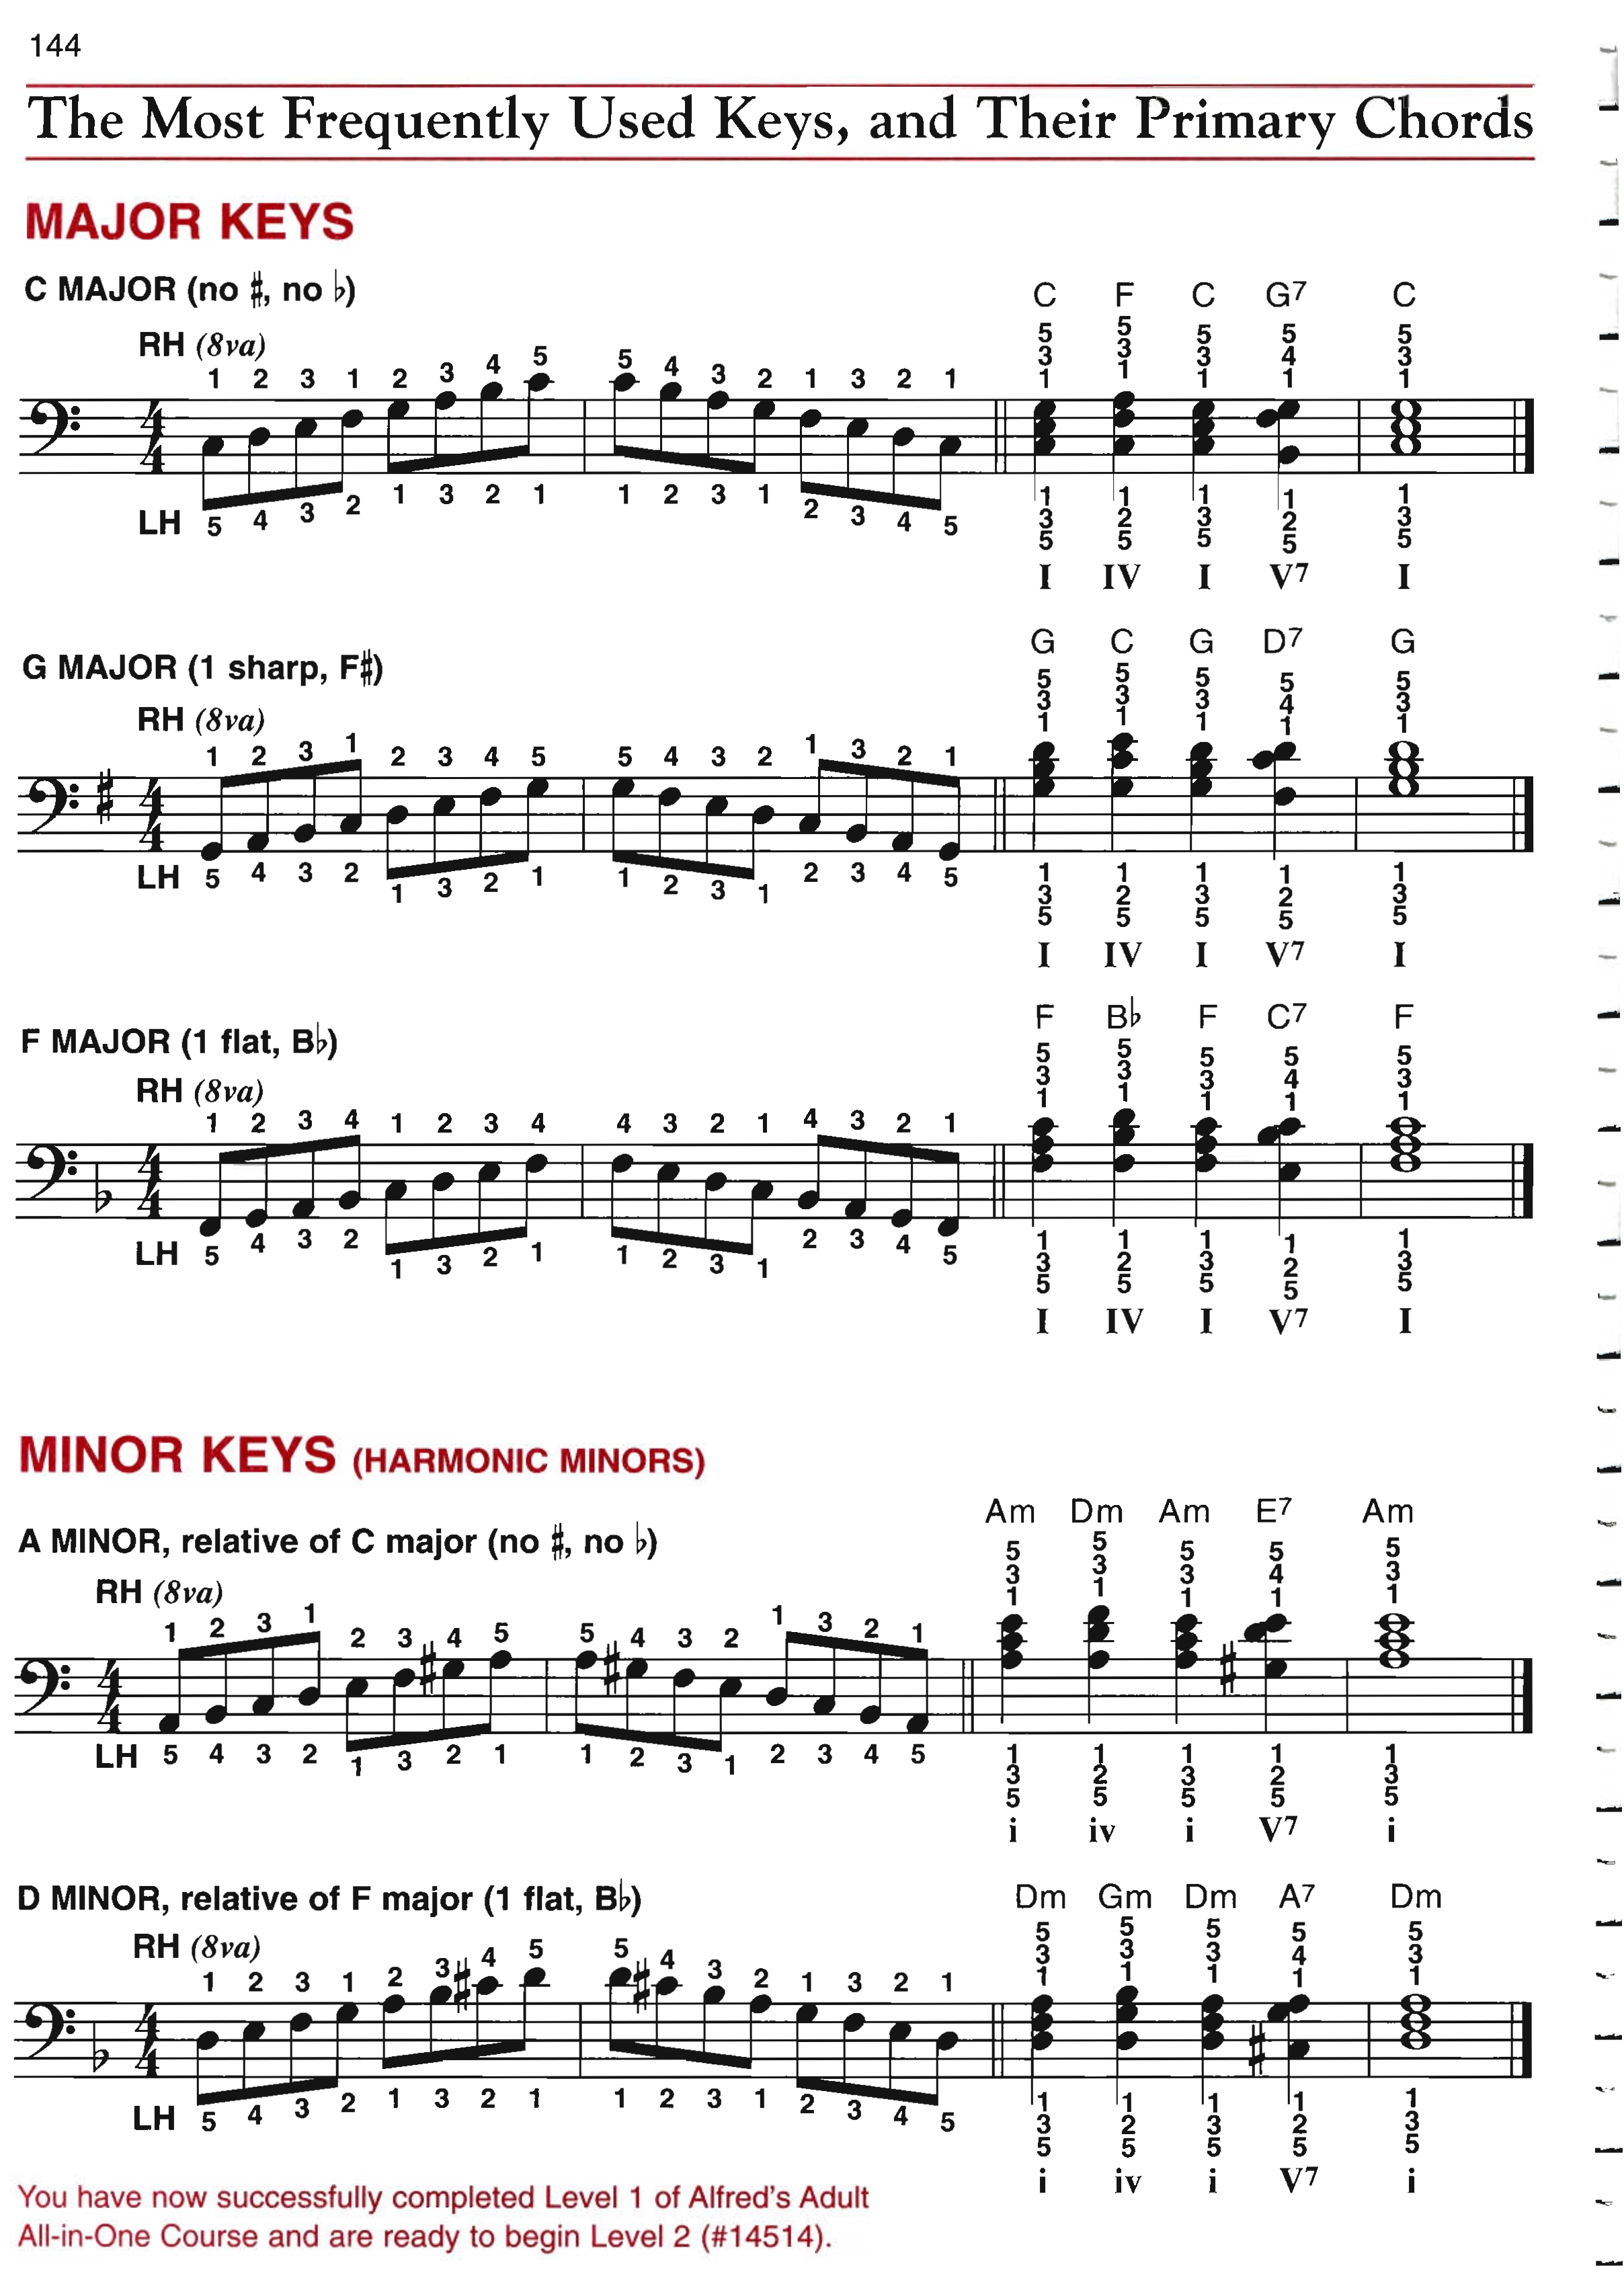 144
The Most Frequently Used Keys, and Their Primary Chords
MAJOR KEYS
C MAJOR (no ♯, no ♭)
C F C G7 C
5 5 5 5 5
3 3 3 4 3
1 1 1 1 1
RH (8va)
1 2 3 1 2 3 4 5 5 4 3 2 1 3 2 1
4
4
LH 5 4 3 2 1 3 2 1 1 2 3 1 2 3 4 5
1 1 1 1 1
3 2 3 2 3
5 5 5 5 5
I IV I V7 I
G MAJOR (1 sharp, F♯)
G C G D7 G
5 5 5 5 5
3 3 3 4 3
1 1 1 1 1
RH (8va)
1 2 3 1 2 3 4 5 5 4 3 2 1 3 2 1
4
4
LH 5 4 3 2 1 3 2 1 1 2 3 1 2 3 4 5
1 1 1 1 1
3 2 3 2 3
5 5 5 5 5
I IV I V7 I
F MAJOR (1 flat, B♭)
F B♭ F C7 F
5 5 5 5 5
3 3 3 4 3
1 1 1 1 1
RH (8va)
1 2 3 4 1 2 3 4 4 3 2 1 4 3 2 1
4
4
LH 5 4 3 2 1 3 2 1 1 2 3 1 2 3 4 5
1 1 1 1 1
3 2 3 2 3
5 5 5 5 5
I IV I V7 I
MINOR KEYS (HARMONIC MINORS)
A MINOR, relative of C major (no ♯, no ♭)
Am Dm Am E7 Am
5 5 5 5 5
3 3 3 4 3
1 1 1 1 1
RH (8va)
1 2 3 1 2 3 4 5 5 4 3 2 1 3 2 1
4
4
LH 5 4 3 2 1 3 2 1 1 2 3 1 2 3 4 5
1 1 1 1 1
3 2 3 2 3
5 5 5 5 5
i iv i V7 i
D MINOR, relative of F major (1 flat, B♭)
Dm Gm Dm A7 Dm
5 5 5 5 5
3 3 3 4 3
1 1 1 1 1
RH (8va)
1 2 3 1 2 3 4 5 5 4 3 2 1 3 2 1
4
4
LH 5 4 3 2 1 3 2 1 1 2 3 1 2 3 4 5
1 1 1 1 1
3 2 3 2 3
5 5 5 5 5
i iv i V7 i
You have now successfully completed Level 1 of Alfred's Adult
All-in-One Course and are ready to begin Level 2 (#14514).